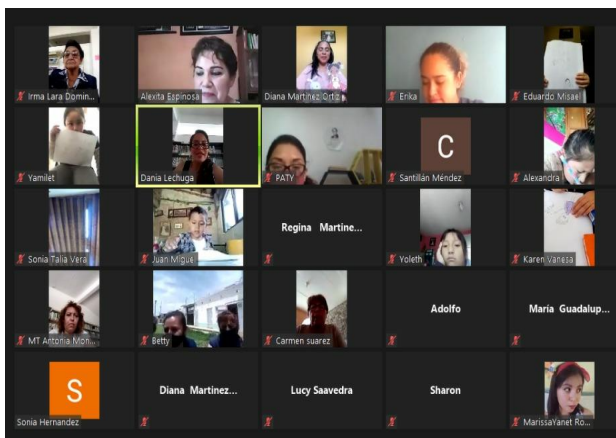 Irma Lara Domin...
Alexita Espinosa
Diana Martinez Ortiz
Erika
Eduardo Misael
Yamilet
Dania Lechuga
PATY
C
Santillán Méndez
Alexandra
Sonia Talia Vera
Juan Migue
Regina Martine...
Yoleth
Karen Vanesa
MT Antonia Mon...
Betty
Carmen suarez
Adolfo
María Guadalup...
S
Sonia Hernandez
Diana Martinez...
Lucy Saavedra
Sharon
MarissaYanet Ro...